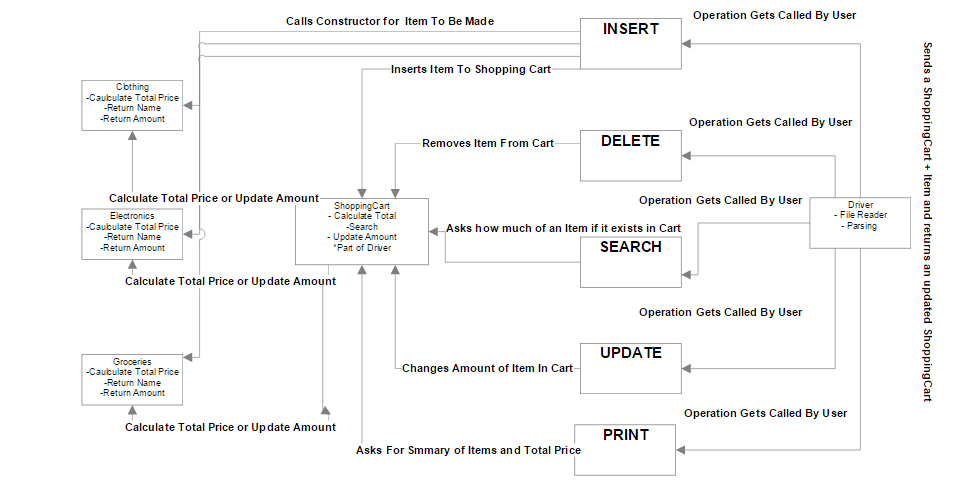 Calls Constructor for Item To Be Made
INSERT
Operation Gets Called By User
Inserts Item To Shopping Cart
Clothing
-Caulculate Total Price
-Return Name
-Return Amount
DELETE
Operation Gets Called By User
Removes Item From Cart
Calculate Total Price or Update Amount
Electronics
-Caulculate Total Price
-Return Name
-Return Amount
ShoppingCart
- Calculate Total
-Search
- Update Amount
*Part of Driver
Operation Gets Called By User
Asks how much of an Item if it exists in Cart
SEARCH
Driver
- File Reader
- Parsing
Sends a ShoppingCart + Item and returns an updated ShoppingCart
Calculate Total Price or Update Amount
Operation Gets Called By User
UPDATE
Changes Amount of Item In Cart
Groceries
-Caulculate Total Price
-Return Name
-Return Amount
Calculate Total Price or Update Amount
Operation Gets Called By User
PRINT
Asks For Smmary of Items and Total Price